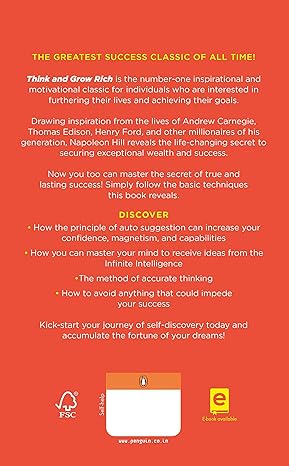 THE GREATEST SUCCESS CLASSIC OF ALL TIME!
Think and Grow Rich is the number-one inspirational and
motivational classic for individuals who are interested in
furthering their lives and achieving their goals.
Drawing inspiration from the lives of Andrew Carnegie,
Thomas Edison, Henry Ford, and other millionaires of his
generation, Napoleon Hill reveals the life-changing secret to
securing exceptional wealth and success.
Now you too can master the secret of true and
lasting success! Simply follow the basic techniques
this book reveals.
DISCOVER
• How the principle of auto suggestion can increase your
confidence, magnetism, and capabilities
• How you can master your mind to receive ideas from the
Infinite Intelligence
•The method of accurate thinking
• How to avoid anything that could impede
your success
Kick-start your journey of self-discovery today and
accumulate the fortune of your dreams!
FSC
Self-help
e
E-book available
www.penguin.co.in